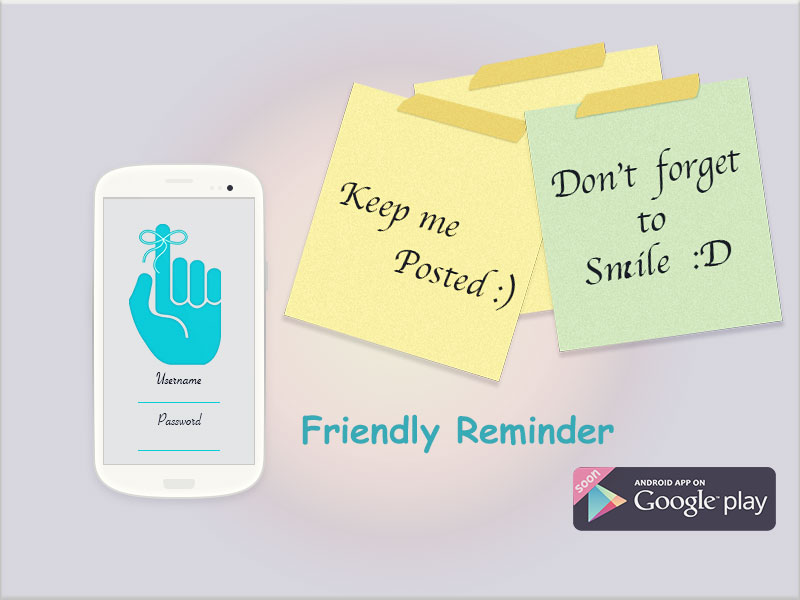 Keep me
Posted :)
Don't forget
to
Smile :D
Username
Password
Friendly Reminder
soon
ANDROID APP ON
Google play